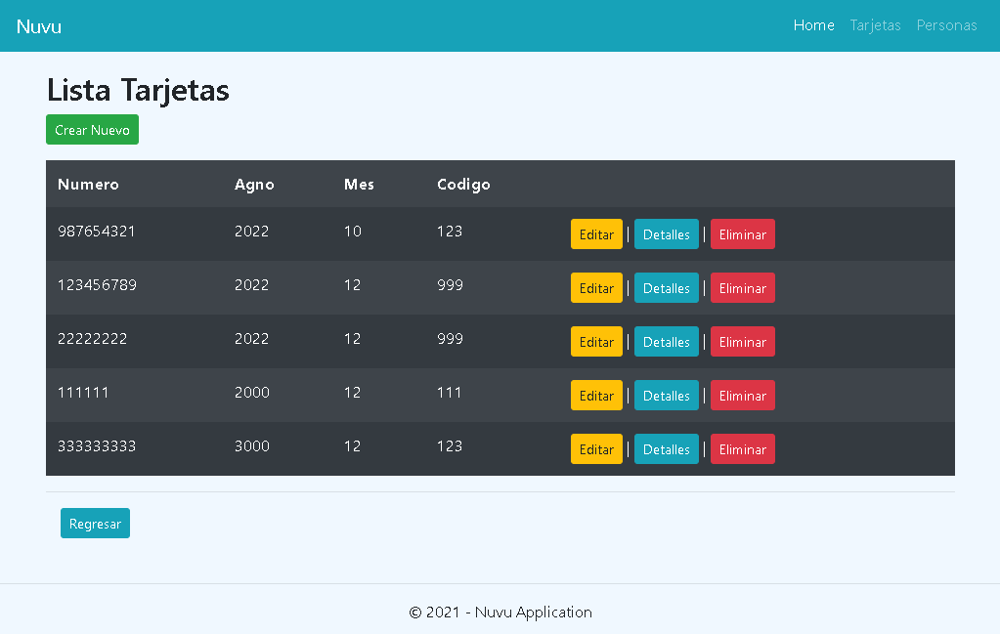 Nuvu Home Tarjetas Personas
Lista Tarjetas
Crear Nuevo
Numero Agno Mes Codigo
987654321 2022 10 123 Editar | Detalles | Eliminar
123456789 2022 12 999 Editar | Detalles | Eliminar
22222222 2022 12 999 Editar | Detalles | Eliminar
111111 2000 12 111 Editar | Detalles | Eliminar
333333333 3000 12 123 Editar | Detalles | Eliminar
Regresar
© 2021 - Nuvu Application